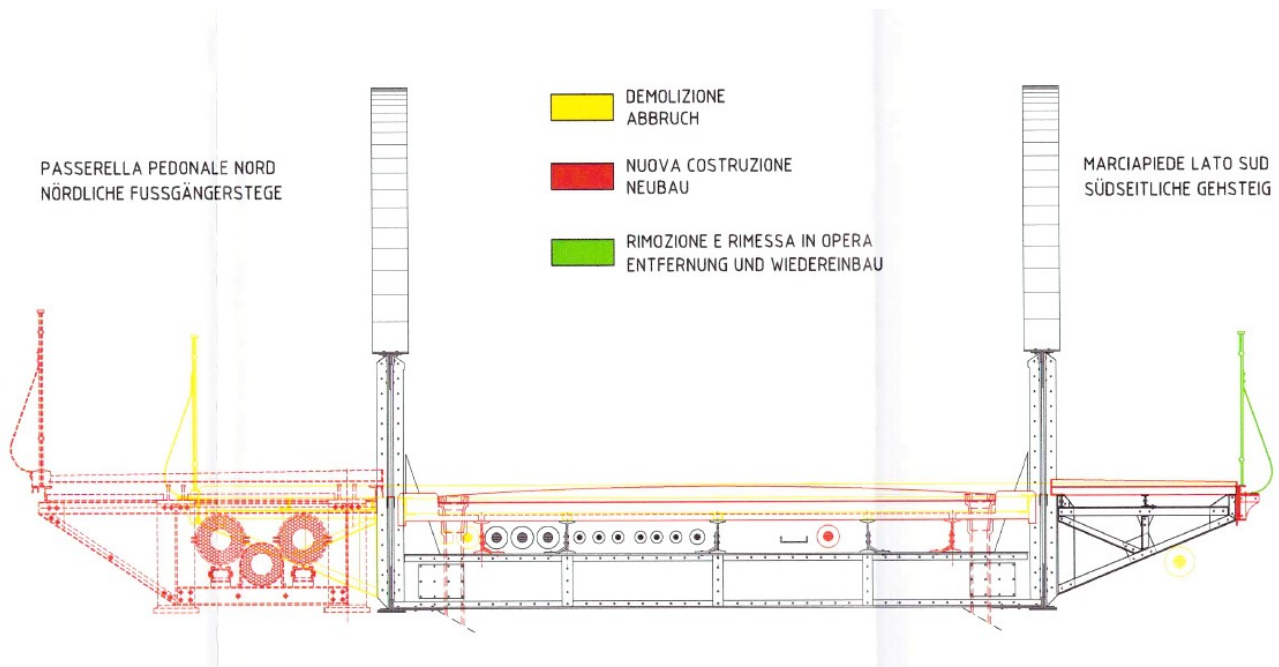 DEMOLIZIONE
ABBRUCH
PASSERELLA PEDONALE NORD
NÖRDLICHE FUSSGÄNGERSTEGE
NUOVA COSTRUZIONE
NEUBAU
MARCIAPIEDE LATO SUD
SÜDSEITLICHE GEHSTEIG
RIMOZIONE E RIMESSA IN OPERA
ENTFERNUNG UND WIEDEREINBAU